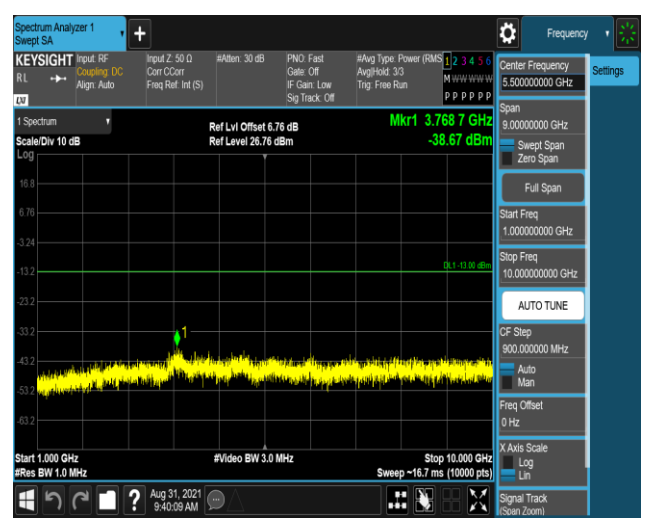 Spectrum Analyzer 1
Swept SA
+
Frequency
KEYSIGHT
RL
LXI
Input: RF
Coupling: DC
Align: Auto
Input Z: 50 Ω
Corr CCorr
Freq Ref: Int (S)
#Atten: 30 dB
PNO: Fast
Gate: Off
IF Gain: Low
Sig Track: Off
#Avg Type: Power (RMS
Avg|Hold: 3/3
Trig: Free Run
1 2 3 4 5 6
M W W W W W
P P P P P P
1 Spectrum
Scale/Div 10 dB
Ref Lvl Offset 6.76 dB
Ref Level 26.76 dBm
Mkr1 3.768 7 GHz
-38.67 dBm
Log
16.8
6.76
-3.24
-13.2
-23.2
-33.2
-43.2
-53.2
-63.2
DL1 -13.00 dBm
1
Start 1.000 GHz
#Res BW 1.0 MHz
#Video BW 3.0 MHz
Stop 10.000 GHz
Sweep ~16.7 ms (10000 pts)
Center Frequency
5.500000000 GHz
Settings
Span
9.00000000 GHz
Swept Span
Zero Span
Full Span
Start Freq
1.000000000 GHz
Stop Freq
10.000000000 GHz
AUTO TUNE
CF Step
900.000000 MHz
Auto
Man
Freq Offset
0 Hz
X Axis Scale
Log
Lin
Signal Track
(Span Zoom)
?
Aug 31, 2021
9:40:09 AM